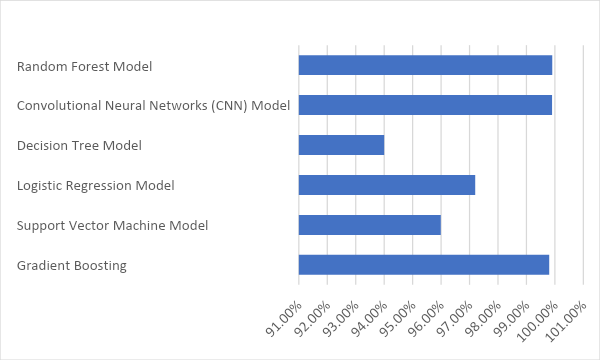 Random Forest Model
Convolutional Neural Networks (CNN) Model
Decision Tree Model
Logistic Regression Model
Support Vector Machine Model
Gradient Boosting
91.00%
92.00%
93.00%
94.00%
95.00%
96.00%
97.00%
98.00%
99.00%
100.00%
101.00%